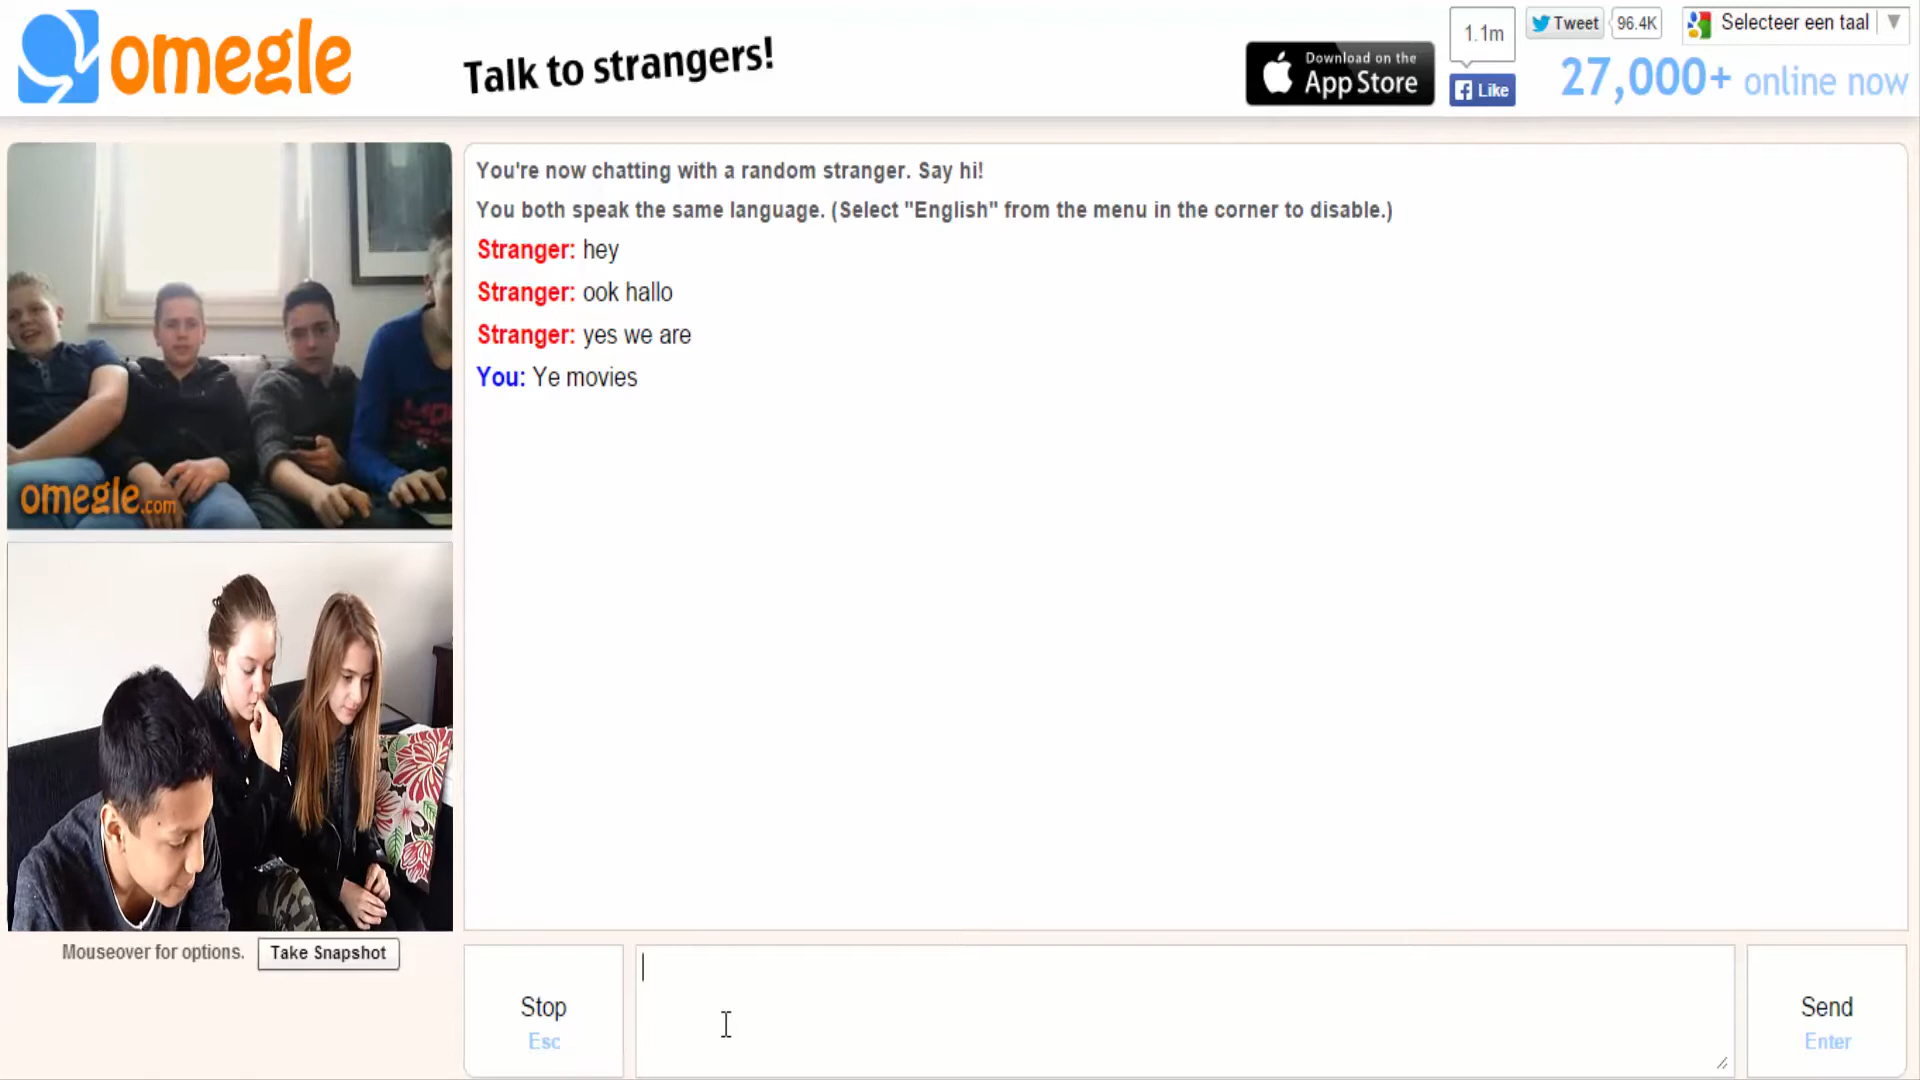 omegle
Talk to strangers!
Download on the
App Store
1.1m
Like
Tweet
96.4K
Selecteer een taal
27,000+ online now
omegle.com
You're now chatting with a random stranger. Say hi!
You both speak the same language. (Select "English" from the menu in the corner to disable.)
Stranger: hey
Stranger: ook hallo
Stranger: yes we are
You: Ye movies
Mouseover for options.
Take Snapshot
Stop
Esc
Send
Enter